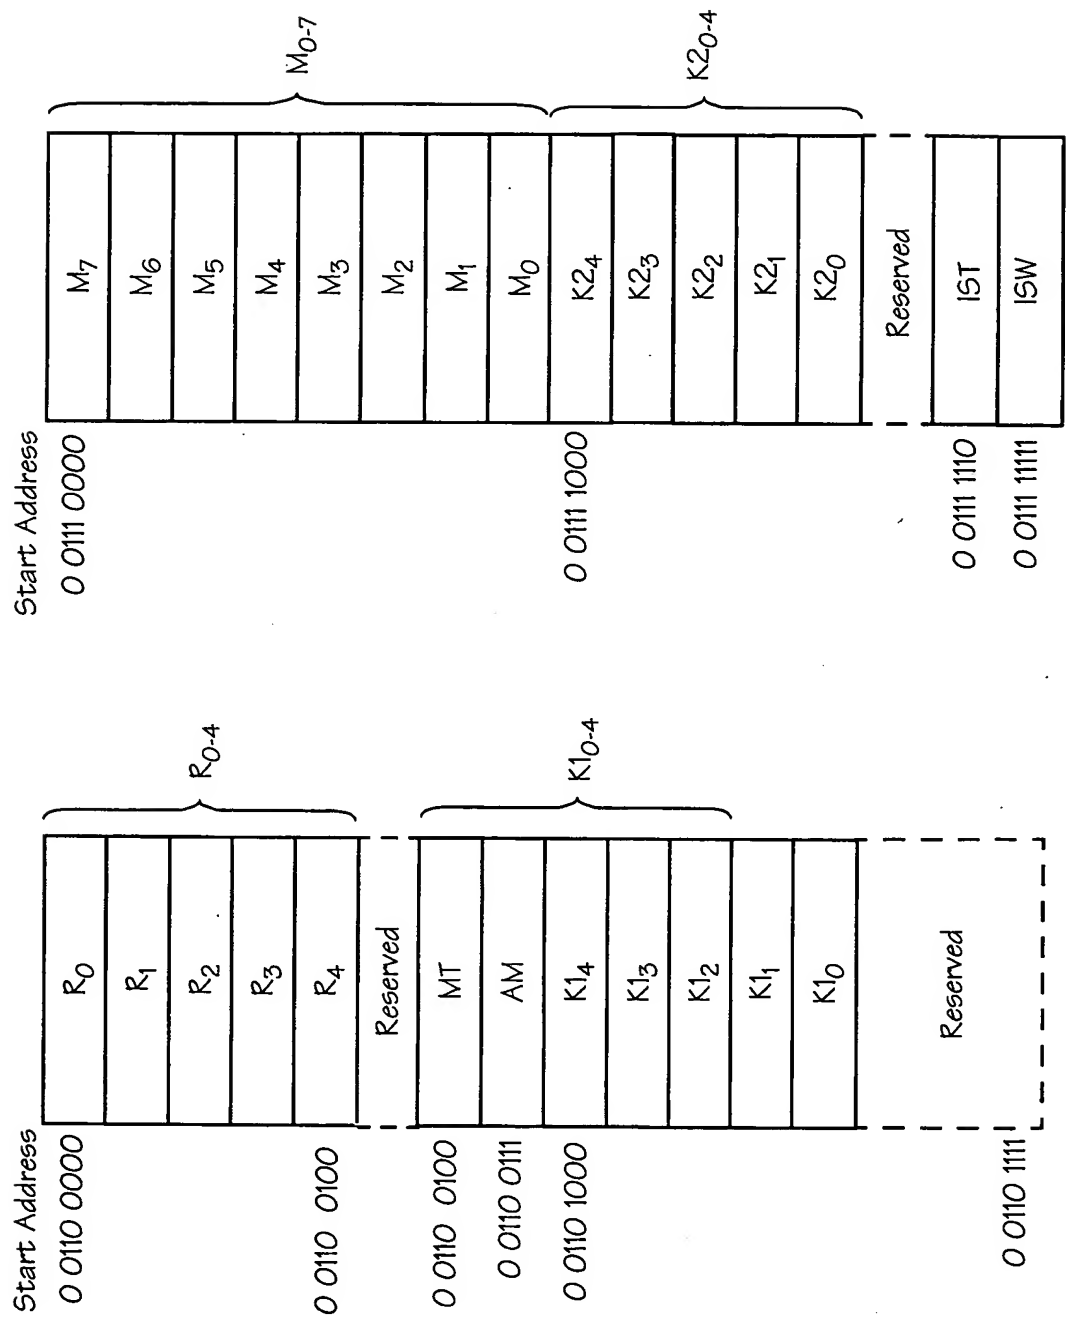 Start Address
0 0110 0000
R0
R1
R2
R3
0 0110 0100
R4
R0-4
Reserved
0 0110 0100
MT
0 0110 0111
AM
0 0110 1000
K14
K13
K12
K11
K10
K10-4
Reserved
0 0110 1111
Start Address
0 0111 0000
M7
M6
M5
M4
M3
M2
M1
M0
M0-7
0 0111 1000
K24
K23
K22
K21
K20
K20-4
Reserved
0 0111 1110
IST
0 0111 11111
ISW